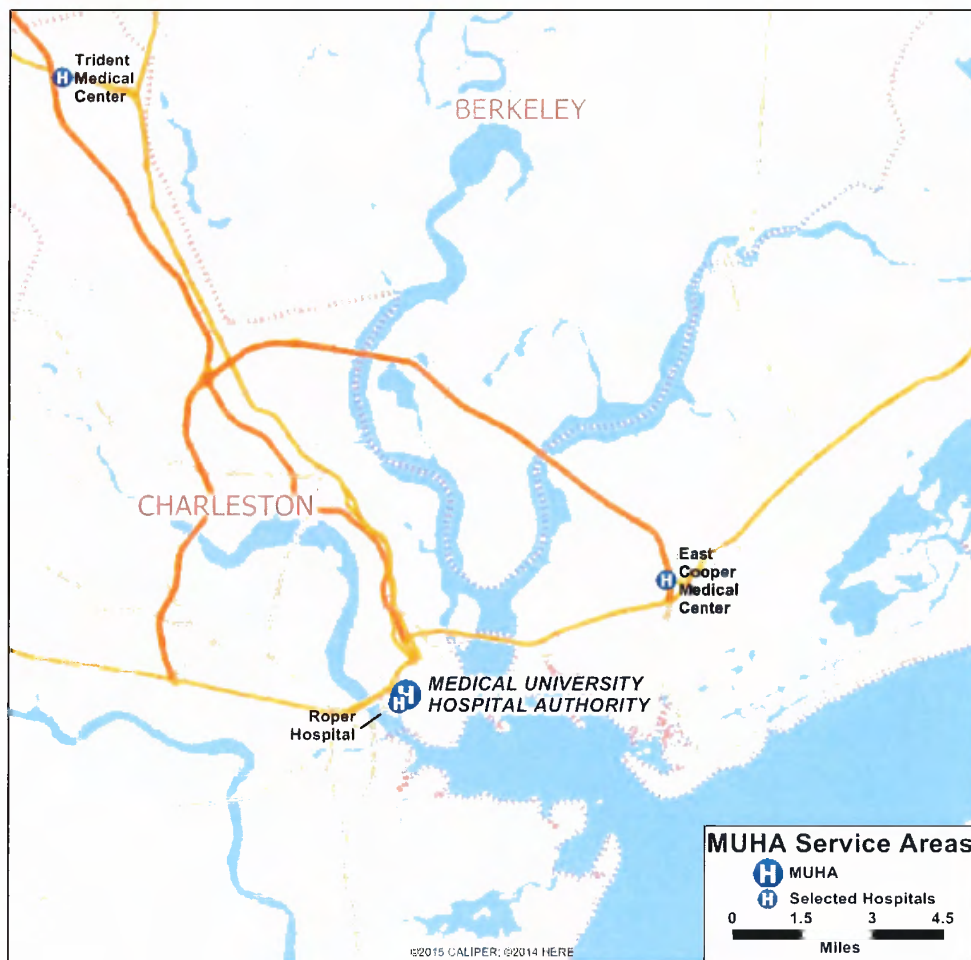 Trident
Medical
Center
H
BERKELEY
CHARLESTON
East
Cooper
Medical
Center
H
MEDICAL UNIVERSITY
HOSPITAL AUTHORITY
H
H
Roper
Hospital
MUHA Service Areas
H MUHA
H Selected Hospitals
0 1.5 3 4.5
Miles
©2015 CALIPER; ©2014 HERE